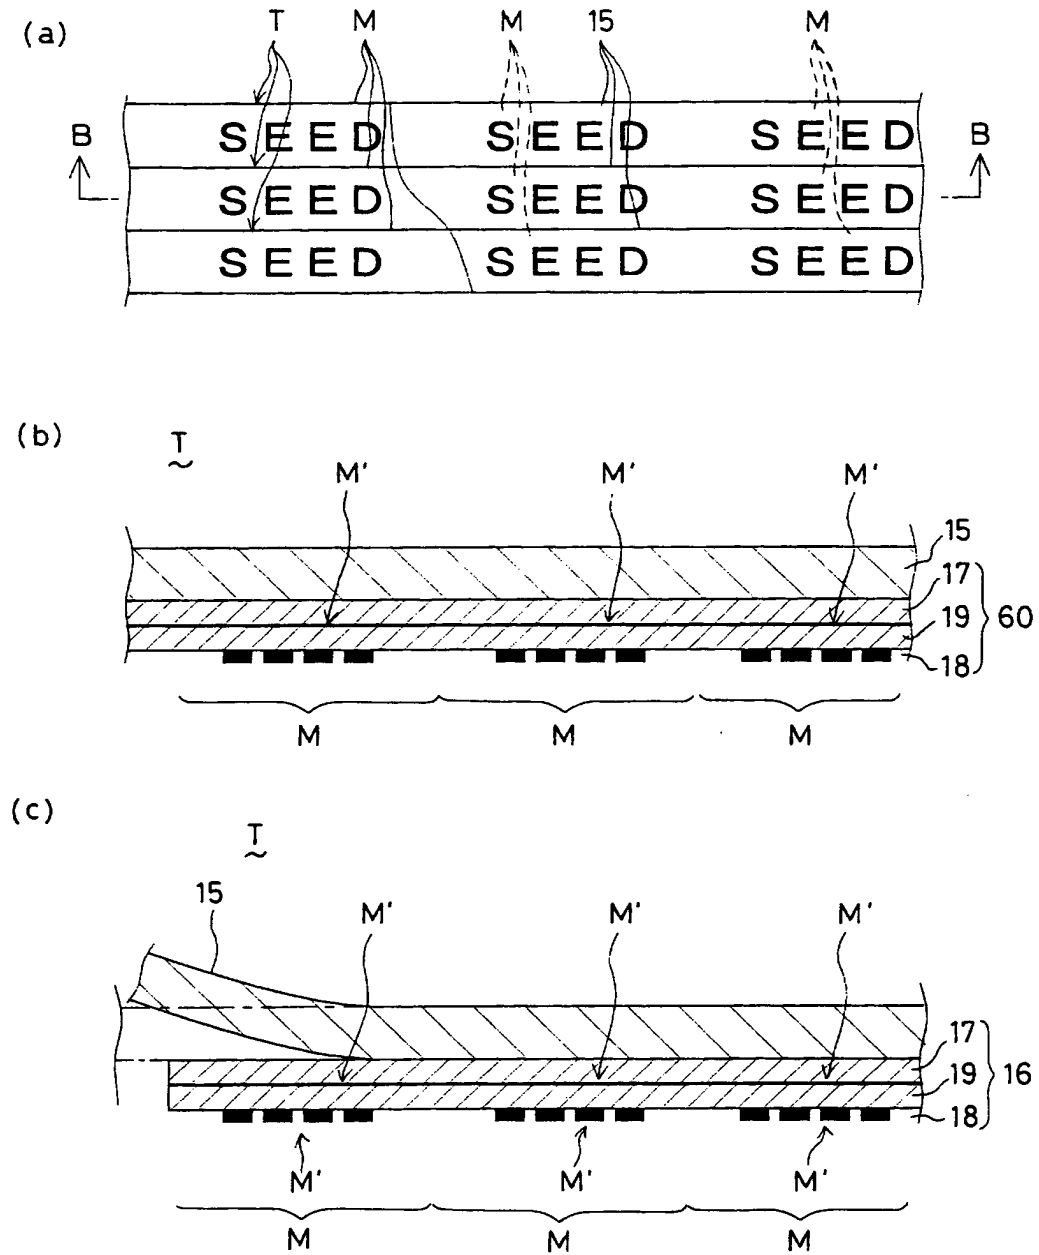 (a)
T M M 15 M
B SEED SEED SEED B
SEED SEED SEED
SEED SEED SEED
(b)
T
M' M' M'
15
17
19 60
18
M M M
(c)
T
15 M' M' M'
17
19 16
18
M' M' M'
M M M